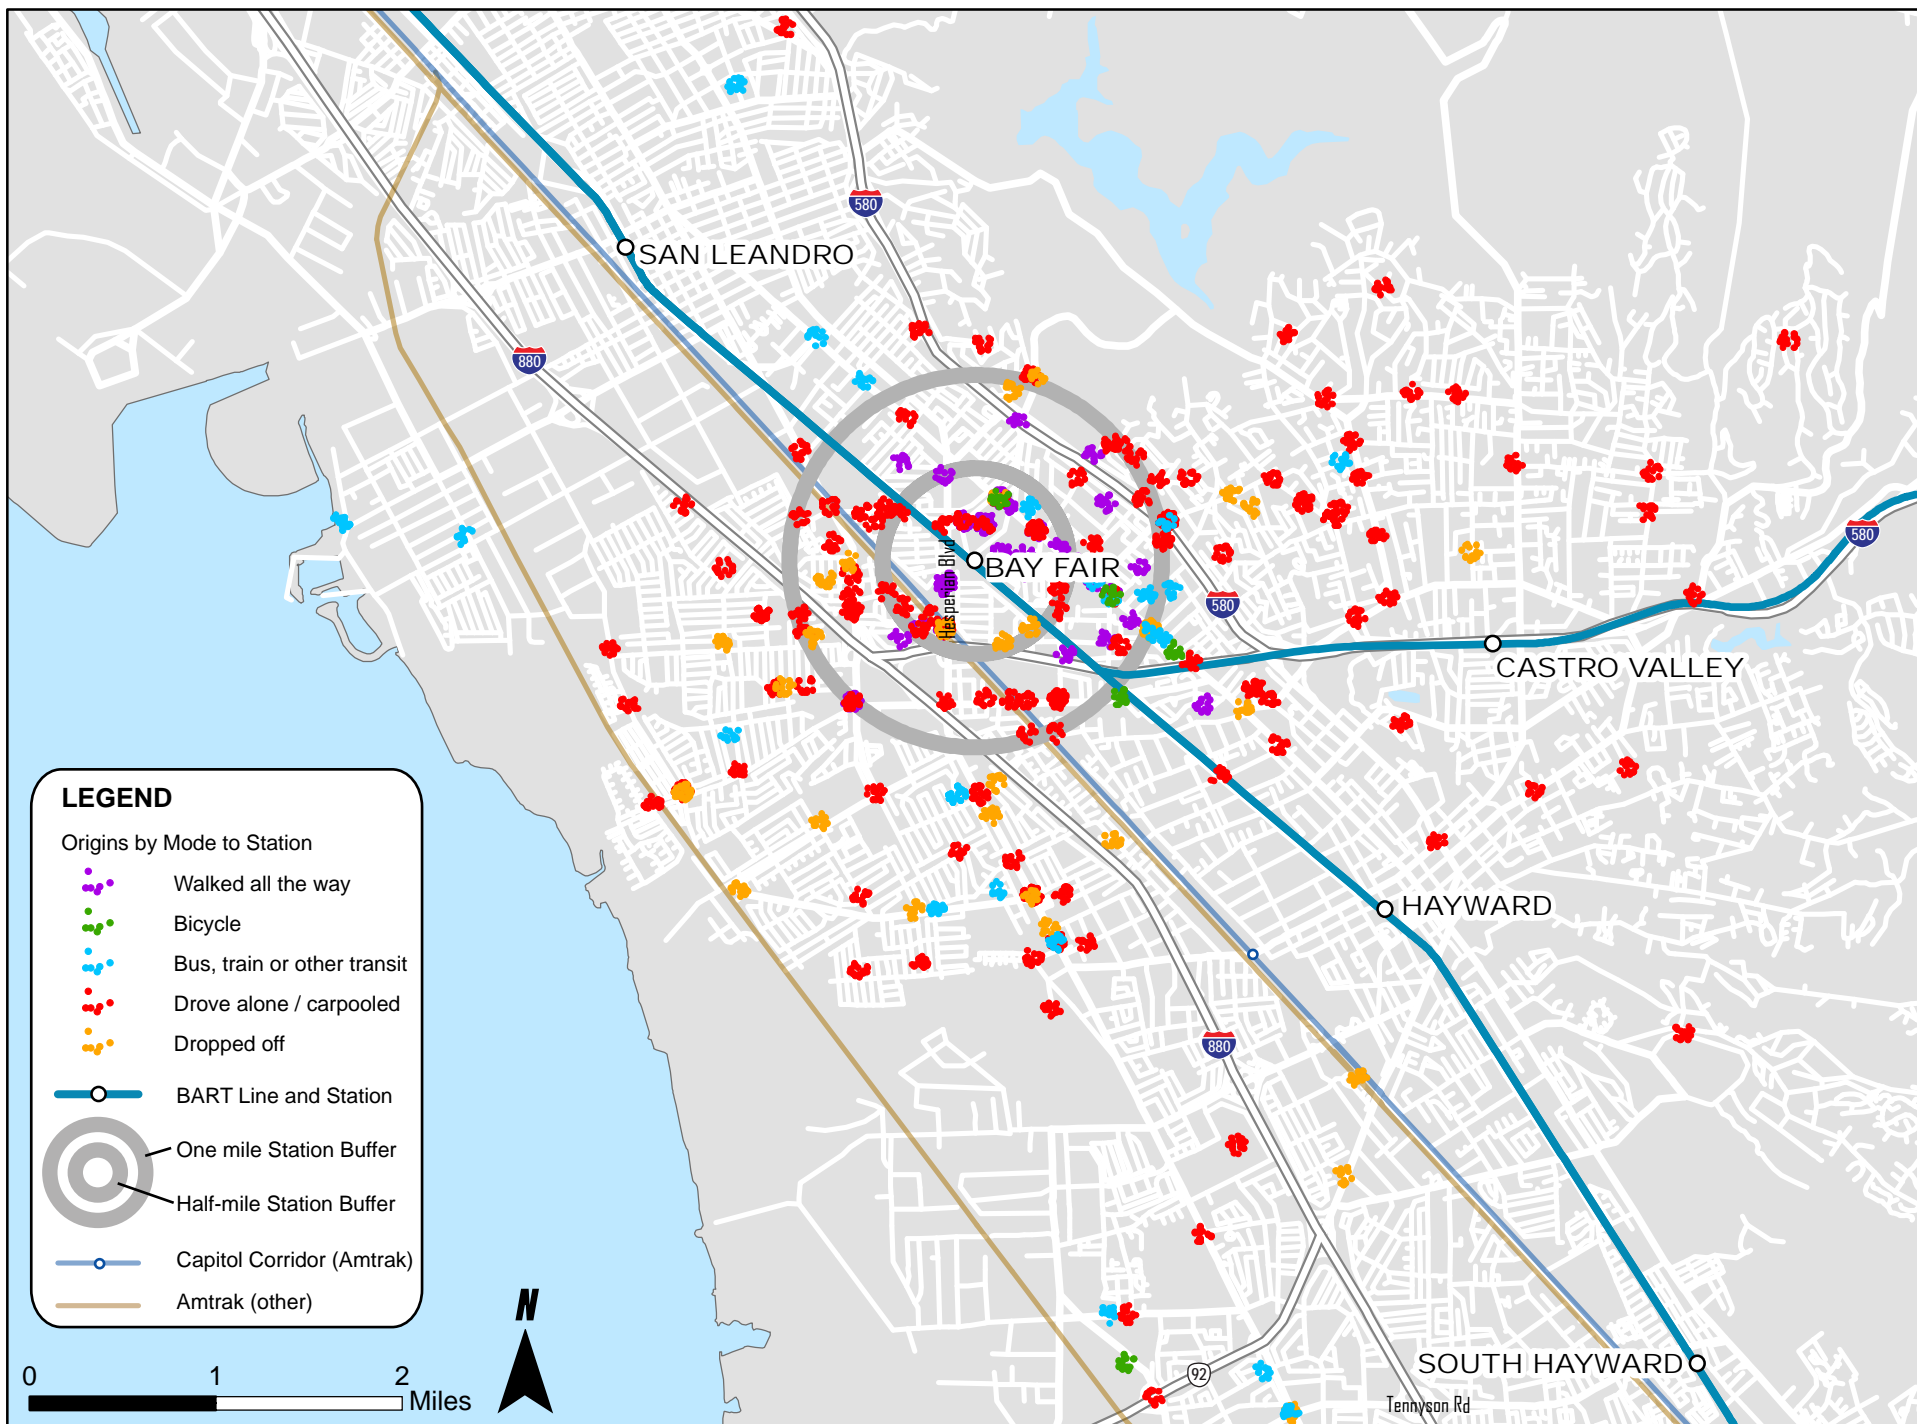 580
SAN LEANDRO
880
BAY FAIR
Hesperian Blvd
580
580
CASTRO VALLEY
HAYWARD
880
SOUTH HAYWARD
92
Tennyson Rd
LEGEND
Origins by Mode to Station
Walked all the way
Bicycle
Bus, train or other transit
Drove alone / carpooled
Dropped off
BART Line and Station
One mile Station Buffer
Half-mile Station Buffer
Capitol Corridor (Amtrak)
Amtrak (other)
N
0 1 2
Miles